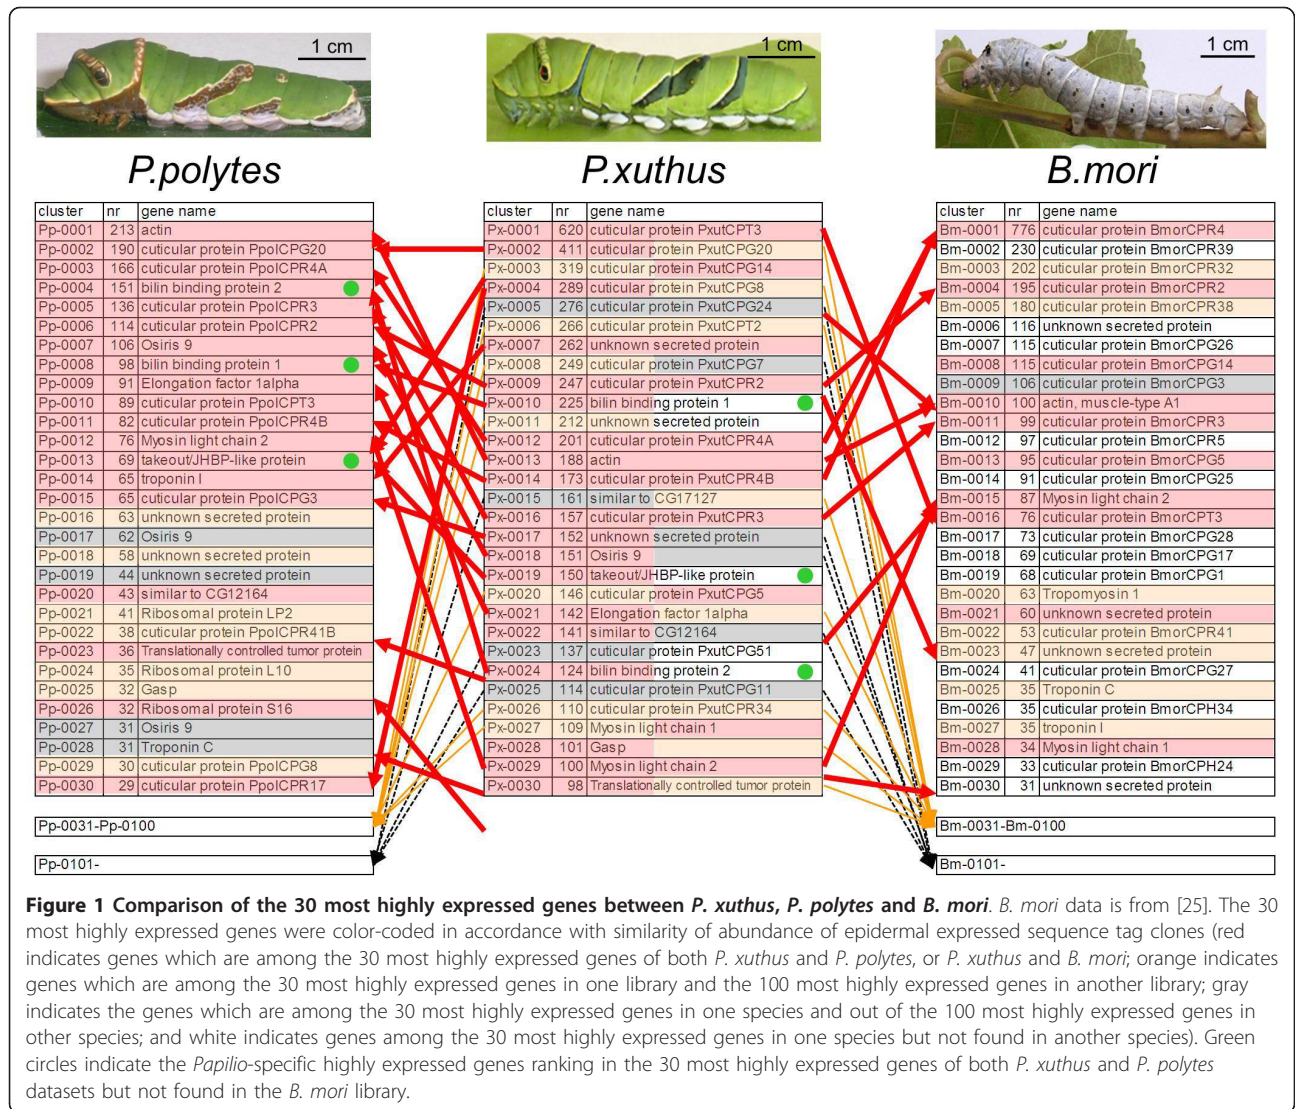 1 cm
1 cm
1 cm
P.polytes
P.xuthus
B.mori
cluster nr gene name
Pp-0001 213 actin
Pp-0002 190 cuticular protein PpolCPG20
Pp-0003 166 cuticular protein PpolCPR4A
Pp-0004 151 bilin binding protein 2
Pp-0005 136 cuticular protein PpolCPR3
Pp-0006 114 cuticular protein PpolCPR2
Pp-0007 106 Osiris 9
Pp-0008 98 bilin binding protein 1
Pp-0009 91 Elongation factor 1alpha
Pp-0010 89 cuticular protein PpolCPT3
Pp-0011 82 cuticular protein PpolCPR4B
Pp-0012 76 Myosin light chain 2
Pp-0013 69 takeout/JHBP-like protein
Pp-0014 65 troponin I
Pp-0015 65 cuticular protein PpolCPG3
Pp-0016 63 unknown secreted protein
Pp-0017 62 Osiris 9
Pp-0018 58 unknown secreted protein
Pp-0019 44 unknown secreted protein
Pp-0020 43 similar to CG12164
Pp-0021 41 Ribosomal protein LP2
Pp-0022 38 cuticular protein PpolCPR41B
Pp-0023 36 Translationally controlled tumor protein
Pp-0024 35 Ribosomal protein L10
Pp-0025 32 Gasp
Pp-0026 32 Ribosomal protein S16
Pp-0027 31 Osiris 9
Pp-0028 31 Troponin C
Pp-0029 30 cuticular protein PpolCPG8
Pp-0030 29 cuticular protein PpolCPR17
Pp-0031-Pp-0100
Pp-0101-
cluster nr gene name
Px-0001 620 cuticular protein PxutCPT3
Px-0002 411 cuticular protein PxutCPG20
Px-0003 319 cuticular protein PxutCPG14
Px-0004 289 cuticular protein PxutCPG8
Px-0005 276 cuticular protein PxutCPG24
Px-0006 266 cuticular protein PxutCPT2
Px-0007 262 unknown secreted protein
Px-0008 249 cuticular protein PxutCPG7
Px-0009 247 cuticular protein PxutCPR2
Px-0010 225 bilin binding protein 1
Px-0011 212 unknown secreted protein
Px-0012 201 cuticular protein PxutCPR4A
Px-0013 188 actin
Px-0014 173 cuticular protein PxutCPR4B
Px-0015 161 similar to CG17127
Px-0016 157 cuticular protein PxutCPR3
Px-0017 152 unknown secreted protein
Px-0018 151 Osiris 9
Px-0019 150 takeout/JHBP-like protein
Px-0020 146 cuticular protein PxutCPG5
Px-0021 142 Elongation factor 1alpha
Px-0022 141 similar to CG12164
Px-0023 137 cuticular protein PxutCPG51
Px-0024 124 bilin binding protein 2
Px-0025 114 cuticular protein PxutCPG11
Px-0026 110 cuticular protein PxutCPR34
Px-0027 109 Myosin light chain 1
Px-0028 101 Gasp
Px-0029 100 Myosin light chain 2
Px-0030 98 Translationally controlled tumor protein
cluster nr gene name
Bm-0001 776 cuticular protein BmorCPR4
Bm-0002 230 cuticular protein BmorCPR39
Bm-0003 202 cuticular protein BmorCPR32
Bm-0004 195 cuticular protein BmorCPR2
Bm-0005 180 cuticular protein BmorCPR38
Bm-0006 116 unknown secreted protein
Bm-0007 115 cuticular protein BmorCPG26
Bm-0008 115 cuticular protein BmorCPG14
Bm-0009 106 cuticular protein BmorCPG3
Bm-0010 100 actin, muscle-type A1
Bm-0011 99 cuticular protein BmorCPR3
Bm-0012 97 cuticular protein BmorCPR5
Bm-0013 95 cuticular protein BmorCPG5
Bm-0014 91 cuticular protein BmorCPG25
Bm-0015 87 Myosin light chain 2
Bm-0016 76 cuticular protein BmorCPT3
Bm-0017 73 cuticular protein BmorCPG28
Bm-0018 69 cuticular protein BmorCPG17
Bm-0019 68 cuticular protein BmorCPG1
Bm-0020 63 Tropomyosin 1
Bm-0021 60 unknown secreted protein
Bm-0022 53 cuticular protein BmorCPR41
Bm-0023 47 unknown secreted protein
Bm-0024 41 cuticular protein BmorCPG27
Bm-0025 35 Troponin C
Bm-0026 35 cuticular protein BmorCPH34
Bm-0027 35 troponin I
Bm-0028 34 Myosin light chain 1
Bm-0029 33 cuticular protein BmorCPH24
Bm-0030 31 unknown secreted protein
Bm-0031-Bm-0100
Bm-0101-
Figure 1 Comparison of the 30 most highly expressed genes between P. xuthus, P. polytes and B. mori. B. mori data is from [25]. The 30
most highly expressed genes were color-coded in accordance with similarity of abundance of epidermal expressed sequence tag clones (red
indicates genes which are among the 30 most highly expressed genes of both P. xuthus and P. polytes, or P. xuthus and B. mori; orange indicates
genes which are among the 30 most highly expressed genes in one library and the 100 most highly expressed genes in another library; gray
indicates the genes which are among the 30 most highly expressed genes in one species and out of the 100 most highly expressed genes in
other species; and white indicates genes among the 30 most highly expressed genes in one species but not found in another species). Green
circles indicate the Papilio-specific highly expressed genes ranking in the 30 most highly expressed genes of both P. xuthus and P. polytes
datasets but not found in the B. mori library.